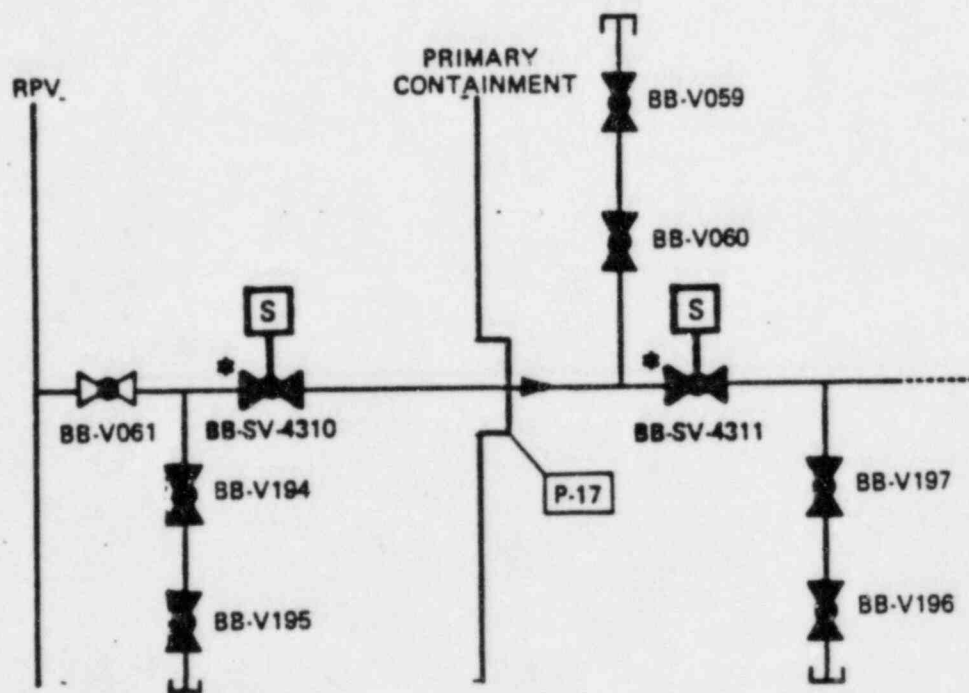 RPV
PRIMARY
CONTAINMENT
BB-V059
BB-V060
S
S
*
*
BB-V061
BB-SV-4310
BB-SV-4311
BB-V194
P-17
BB-V197
BB-V195
BB-V196